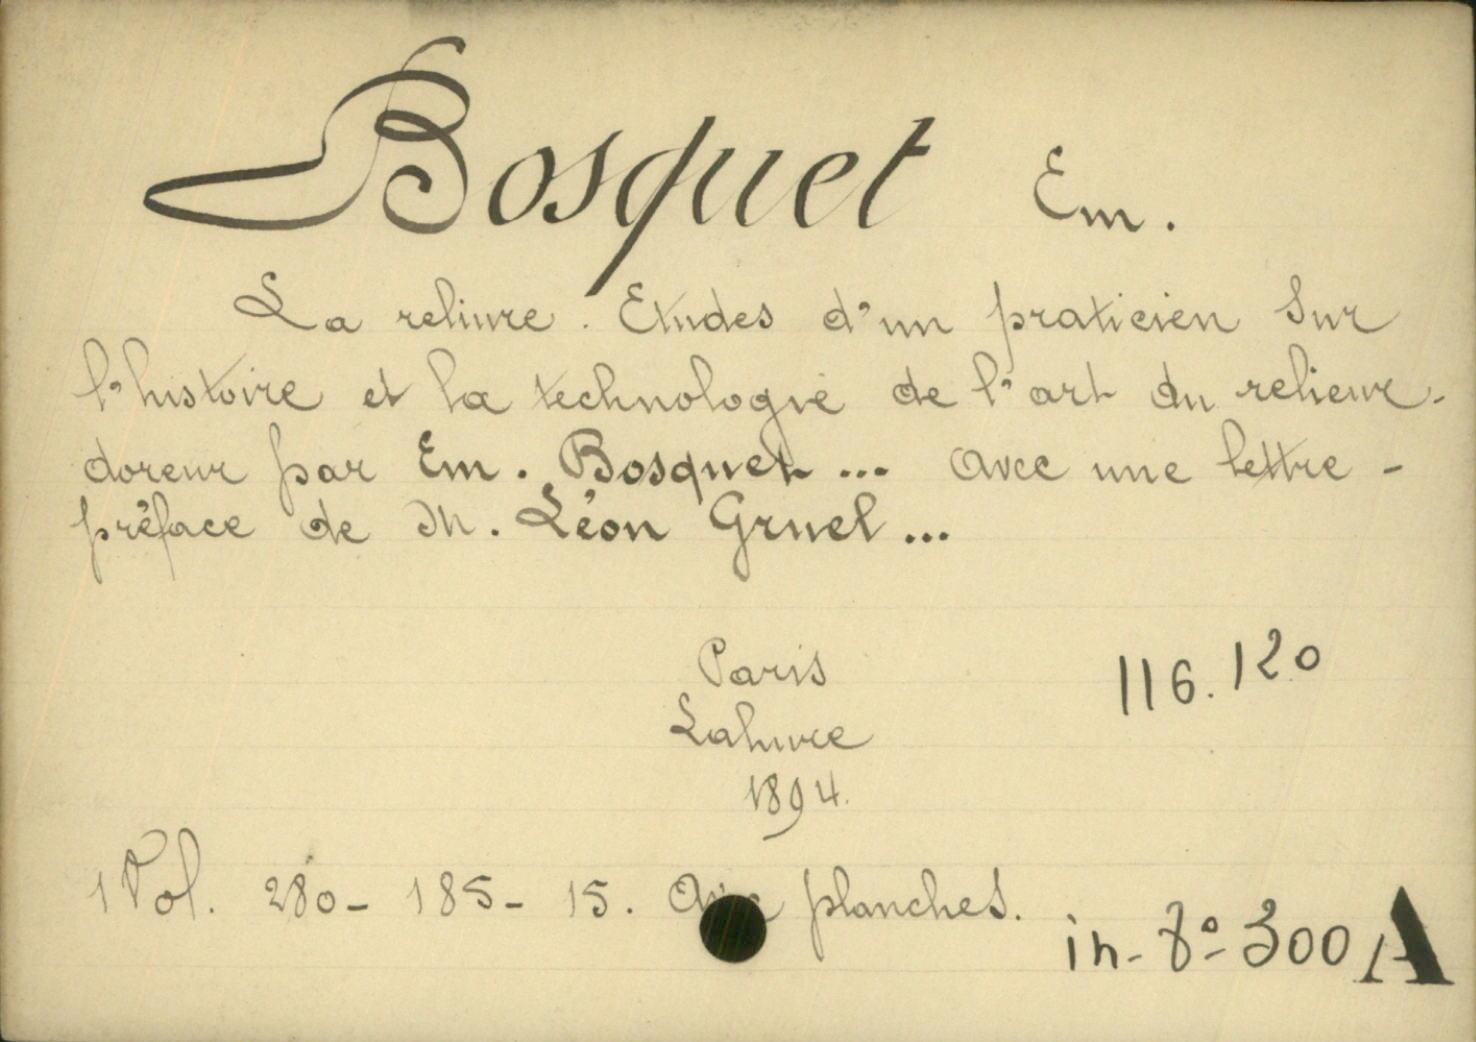 Bosquet Em.
La reliure. Etudes d'un praticien Sur
l'histoire et la technologie de l'art du relieur-
doreur par Em. Bosquet... avec une lettre-
préface de M. Léon Gruel...
Paris
116.120
Lahure
1894.
1 Vol. 280-185-15. Avec planches.
in-8°-300 A